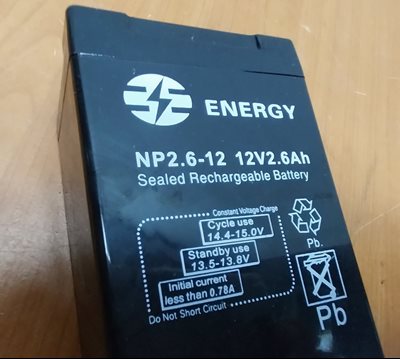 ENERGY
NP2.6-12 12V2.6Ah
Sealed Rechargeable Battery
Constant Voltage Charge
Cycle use
14.4-15.0V
Standby use
13.5-13.8V
Initial current
less than 0.78A
Do Not Short Circuit
Pb.
Pb